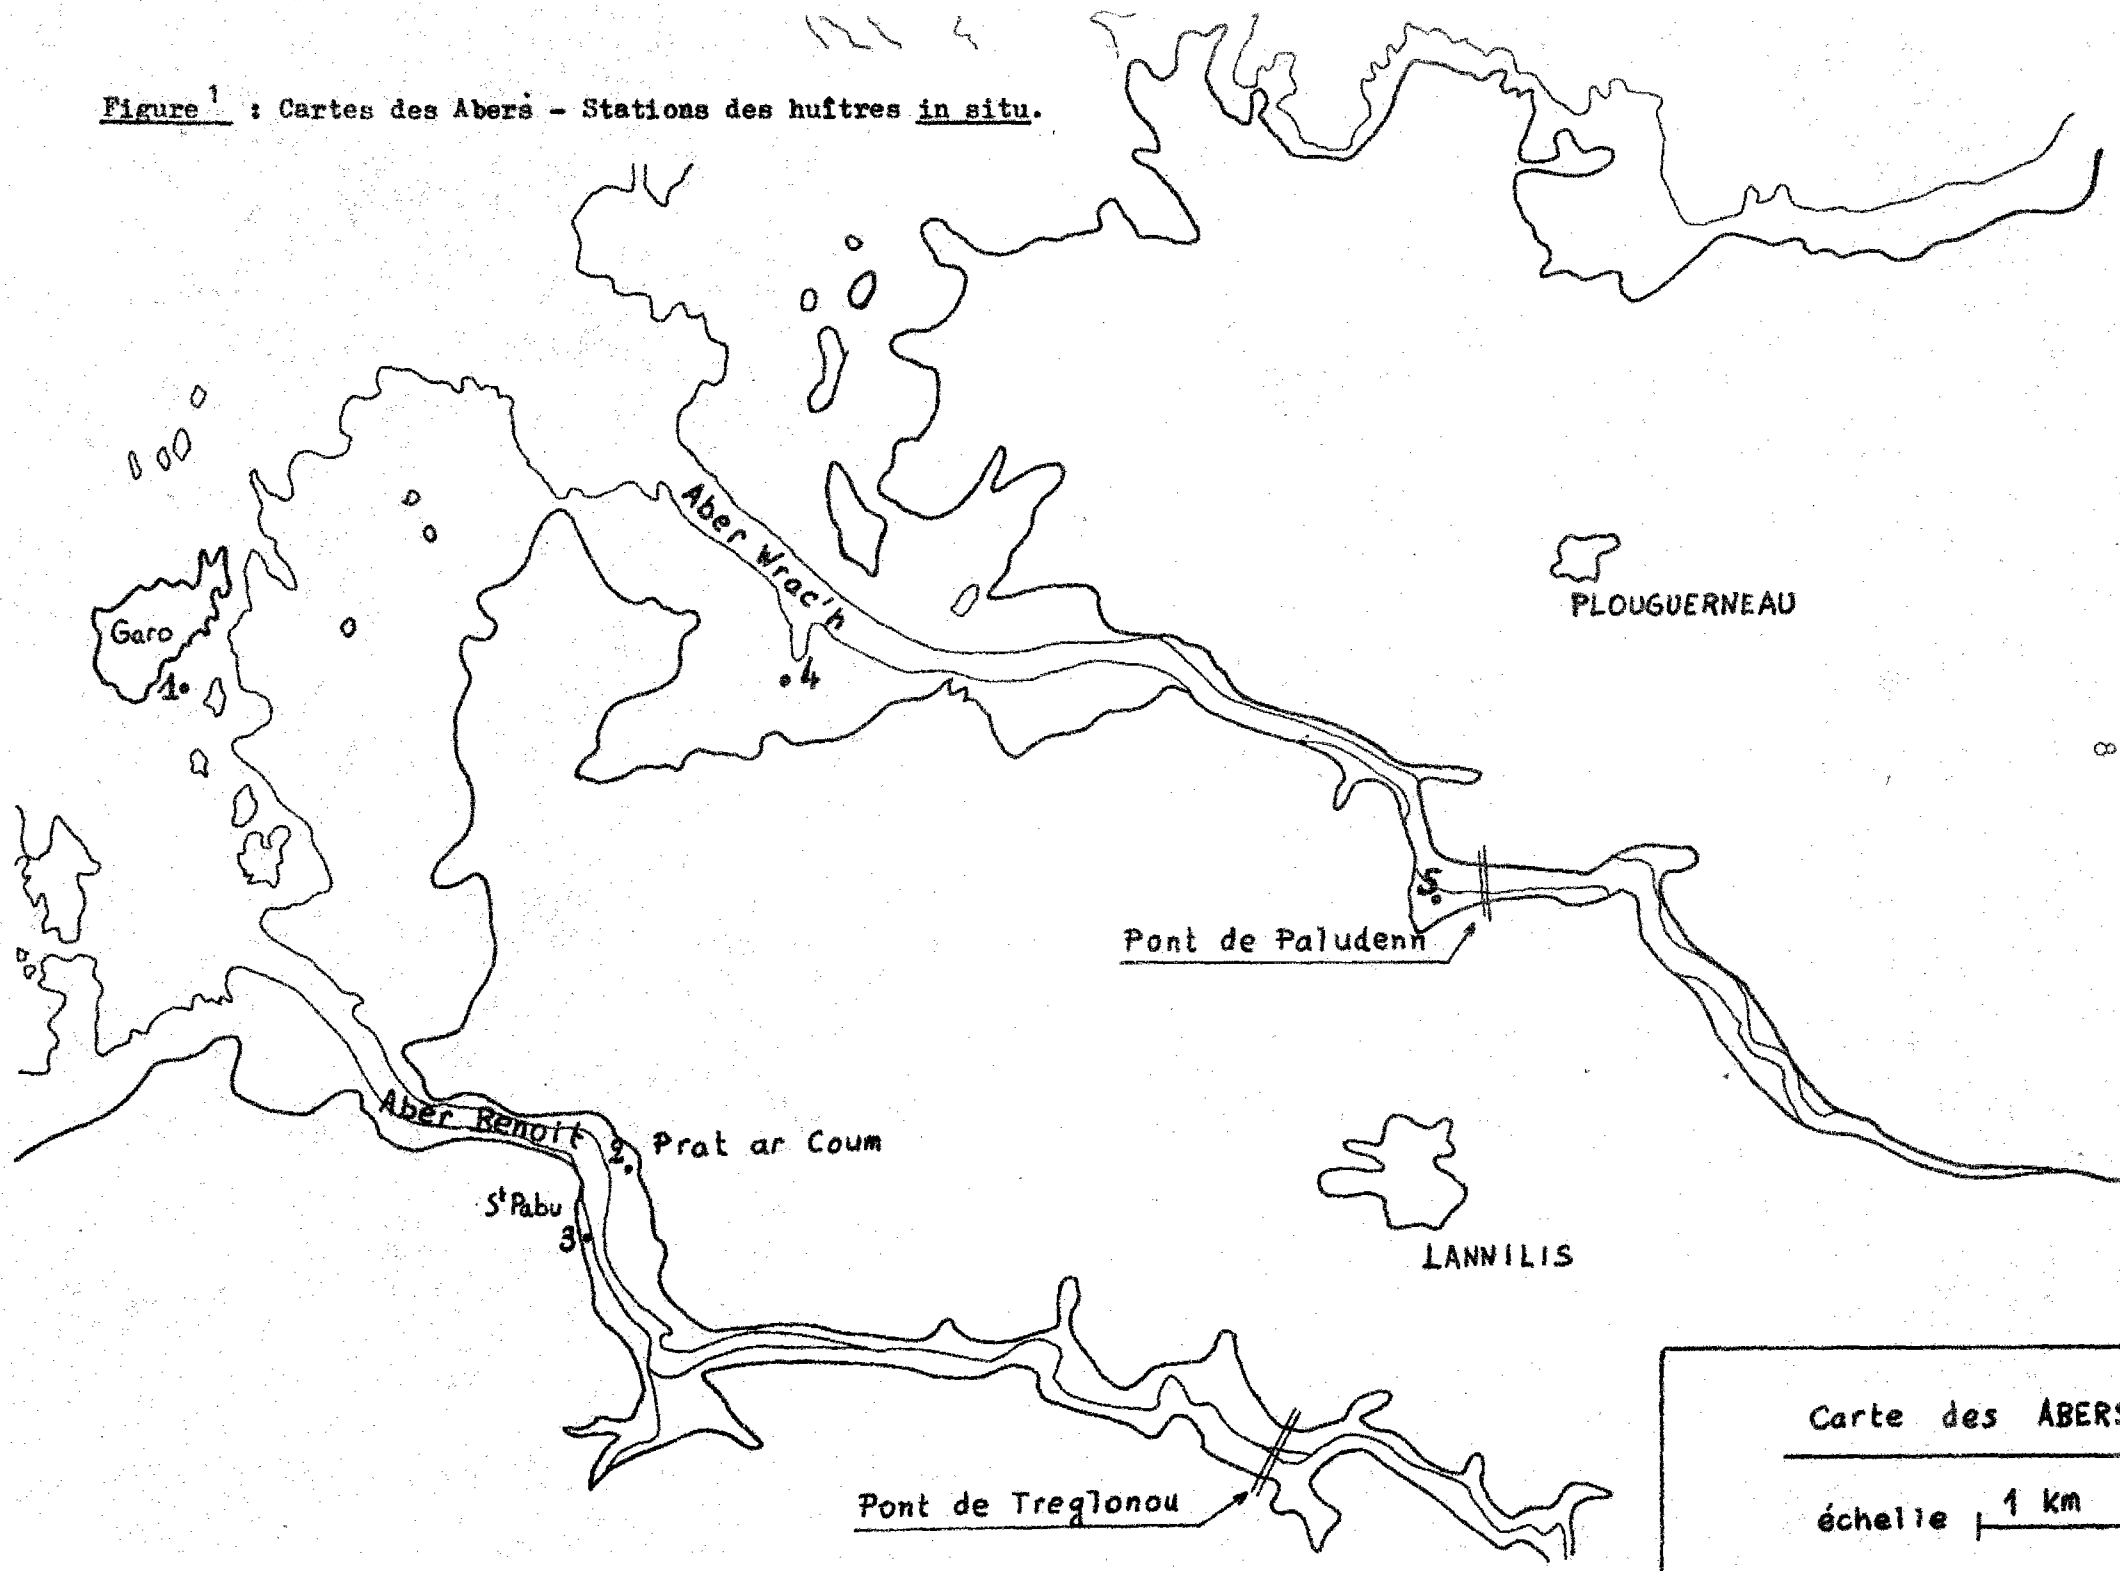 Figure 1 : Cartes des Abers - Stations des huîtres in situ.
Aber Wrac'h
PLOUGUERNEAU
Garo
1
4
8
5
Pont de Paludenn
Aber Benoit
2
Prat ar Coum
St Pabu
3
LANNILIS
Carte des ABERS
échelle 1 km
Pont de Treglonou